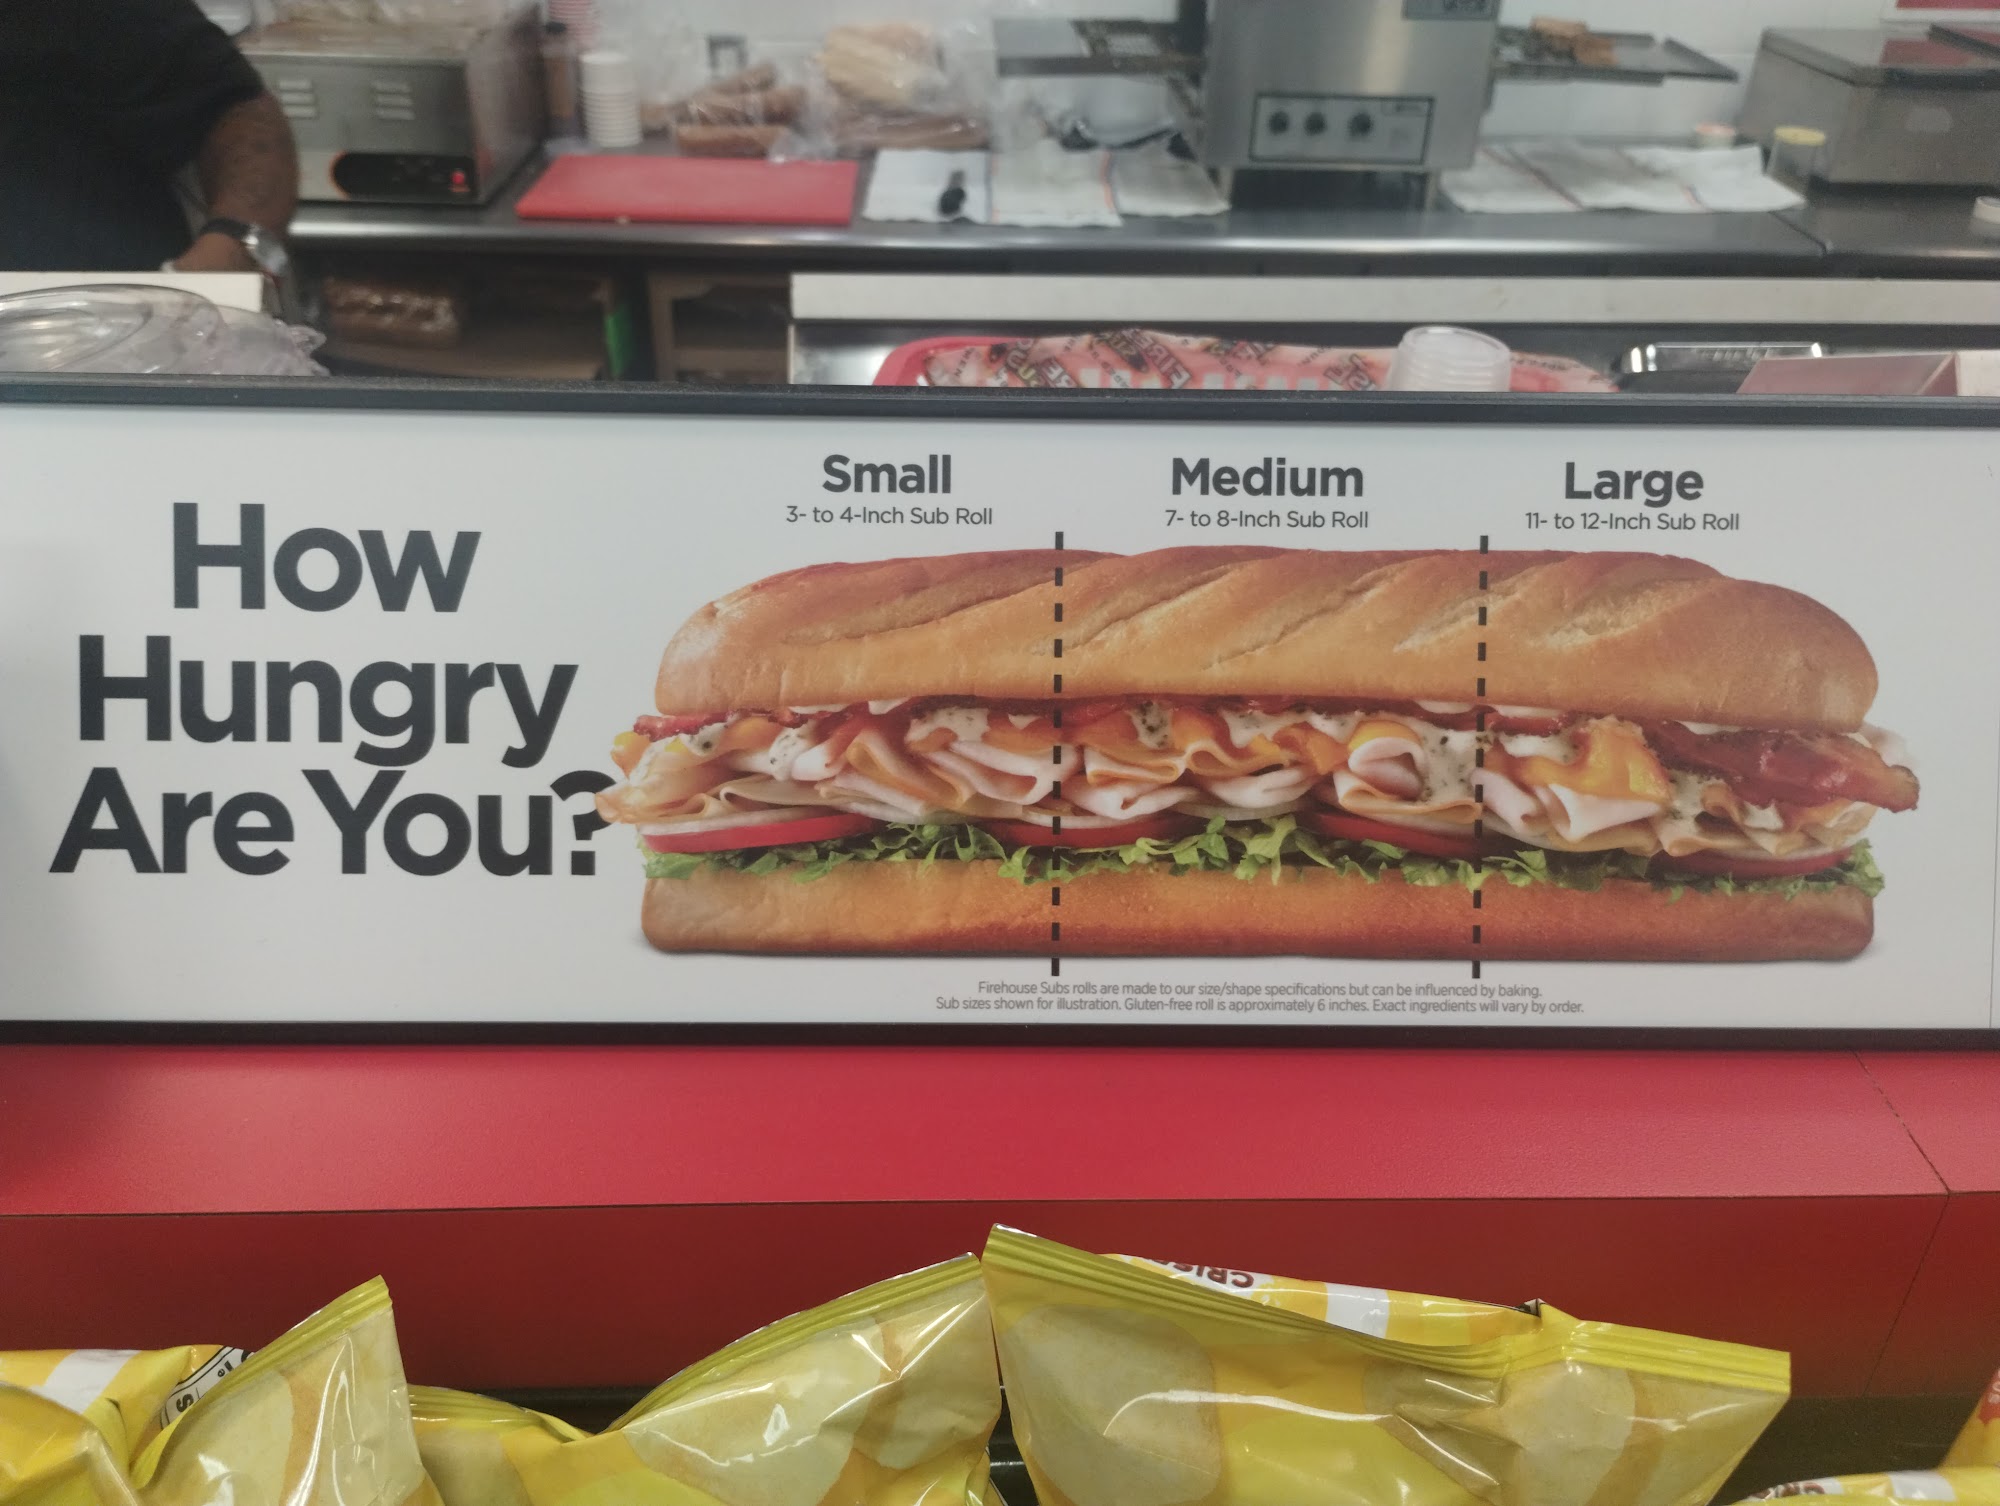 How
Hungry
Are You?
Small
3- to 4-Inch Sub Roll
Medium
7- to 8-Inch Sub Roll
Large
11- to 12-Inch Sub Roll
Firehouse Subs rolls are made to our size/shape specifications but can be influenced by baking.
Sub sizes shown for illustration. Gluten-free roll is approximately 6 inches. Exact ingredients will vary by order.